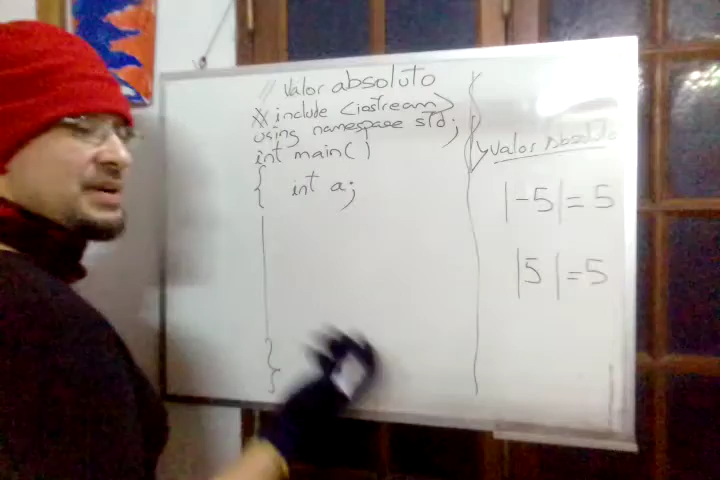 // Valor absoluto
# include <iostream>
using namespace std;
int main()
{ int a;
}
Valor Absoluto
|-5| = 5
|5| = 5